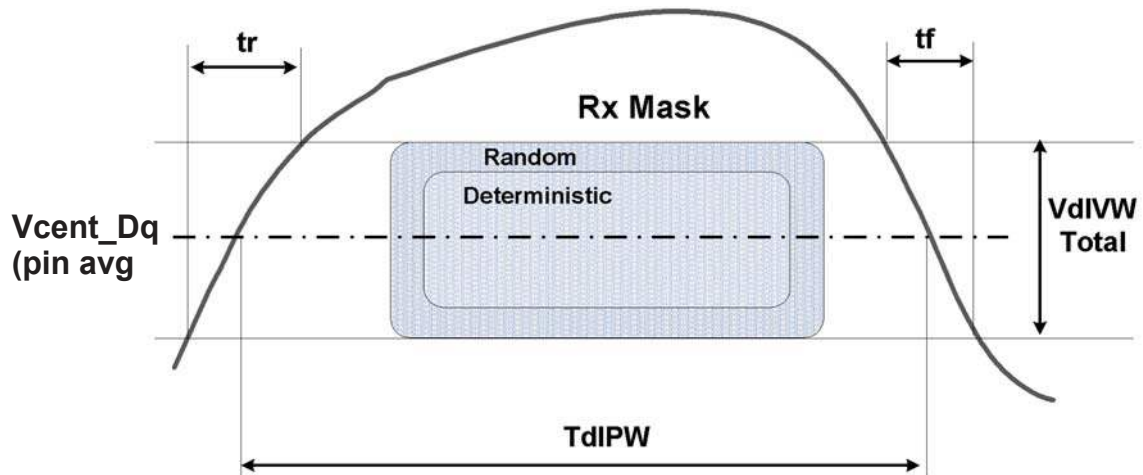 tr
tf
Rx Mask
Random
Deterministic
Vcent_Dq
(pin avg
VdIVW
Total
TdIPW